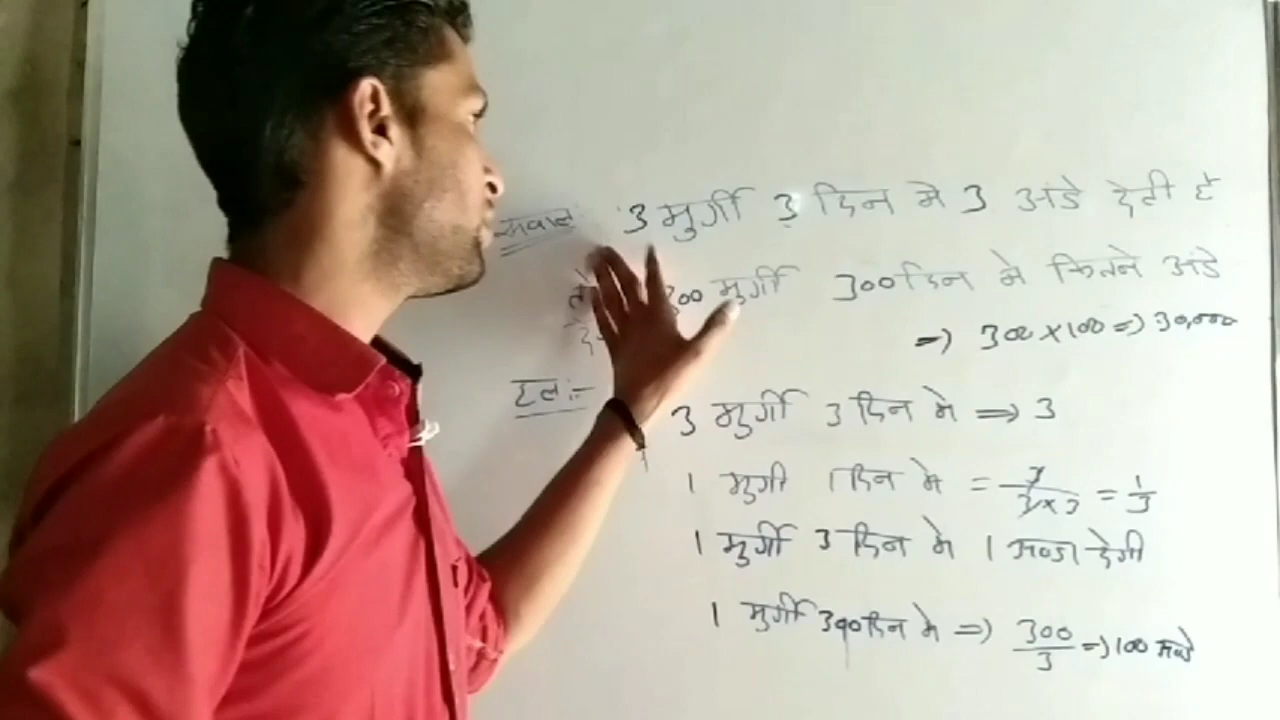 सवाल: 3 मुर्गी 3 दिन मे 3 अंडे देती है
300 मुर्गी 300 दिन मे कितने अंडे
=> 300 x 100 => 30,000
हल:-
3 मुर्गी 3 दिन मे => 3
1 मुर्गी 1 दिन मे = 3/3x3 = 1/3
1 मुर्गी 3 दिन मे 1 अण्डा देगी
1 मुर्गी 300 दिन मे => 300/3 => 100 अण्डे